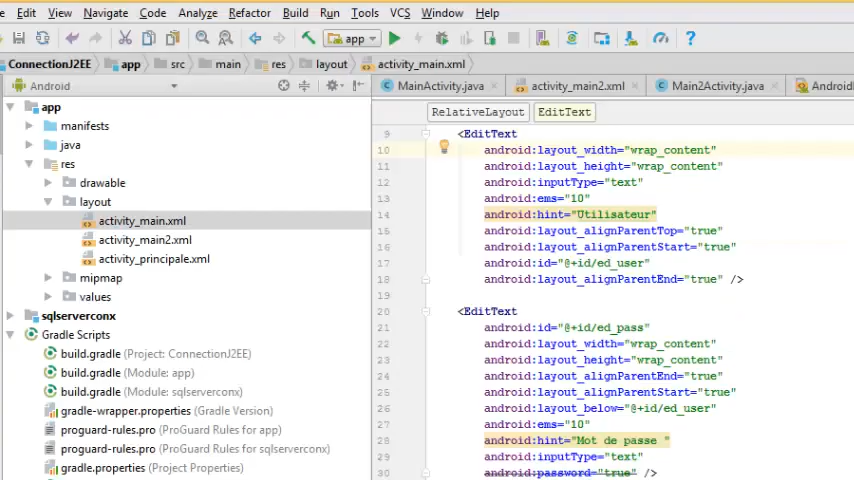 File Edit View Navigate Code Analyze Refactor Build Run Tools VCS Window Help
app
ConnectionJ2EE app src main res layout activity_main.xml
Android
MainActivity.java activity_main2.xml Main2Activity.java Android
RelativeLayout EditText
app
manifests
java
res
drawable
layout
activity_main.xml
activity_main2.xml
activity_principale.xml
mipmap
values
sqlserverconx
Gradle Scripts
build.gradle (Project: ConnectionJ2EE)
build.gradle (Module: app)
build.gradle (Module: sqlserverconx)
gradle-wrapper.properties (Gradle Version)
proguard-rules.pro (ProGuard Rules for app)
proguard-rules.pro (ProGuard Rules for sqlserverconx)
gradle.properties (Project Properties)
9 <EditText
10 android:layout_width="wrap_content"
11 android:layout_height="wrap_content"
12 android:inputType="text"
13 android:ems="10"
14 android:hint="Utilisateur"
15 android:layout_alignParentTop="true"
16 android:layout_alignParentStart="true"
17 android:id="@+id/ed_user"
18 android:layout_alignParentEnd="true" />
19
20 <EditText
21 android:id="@+id/ed_pass"
22 android:layout_width="wrap_content"
23 android:layout_height="wrap_content"
24 android:layout_alignParentEnd="true"
25 android:layout_alignParentStart="true"
26 android:layout_below="@+id/ed_user"
27 android:ems="10"
28 android:hint="Mot de passe "
29 android:inputType="text"
30 android:password="true" />